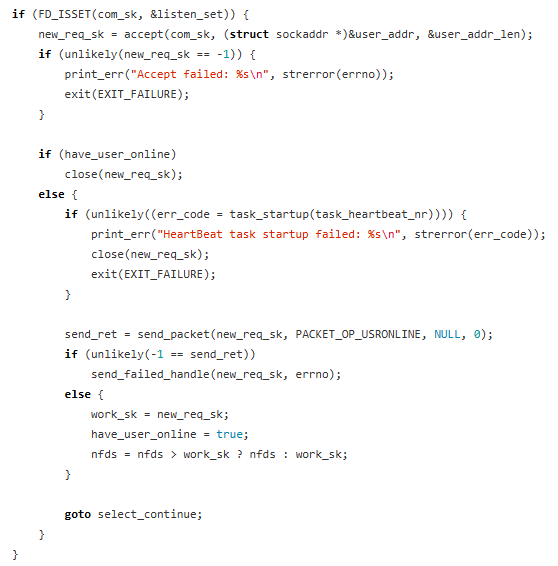 if (FD_ISSET(com_sk, &listen_set)) {
    new_req_sk = accept(com_sk, (struct sockaddr *)&user_addr, &user_addr_len);
    if (unlikely(new_req_sk == -1)) {
        print_err("Accept failed: %s\n", strerror(errno));
        exit(EXIT_FAILURE);
    }

    if (have_user_online)
        close(new_req_sk);
    else {
        if (unlikely((err_code = task_startup(task_heartbeat_nr)))) {
            print_err("HeartBeat task startup failed: %s\n", strerror(err_code));
            close(new_req_sk);
            exit(EXIT_FAILURE);
        }

        send_ret = send_packet(new_req_sk, PACKET_OP_USRONLINE, NULL, 0);
        if (unlikely(-1 == send_ret))
            send_failed_handle(new_req_sk, errno);
        else {
            work_sk = new_req_sk;
            have_user_online = true;
            nfds = nfds > work_sk ? nfds : work_sk;
        }

        goto select_continue;
    }
}